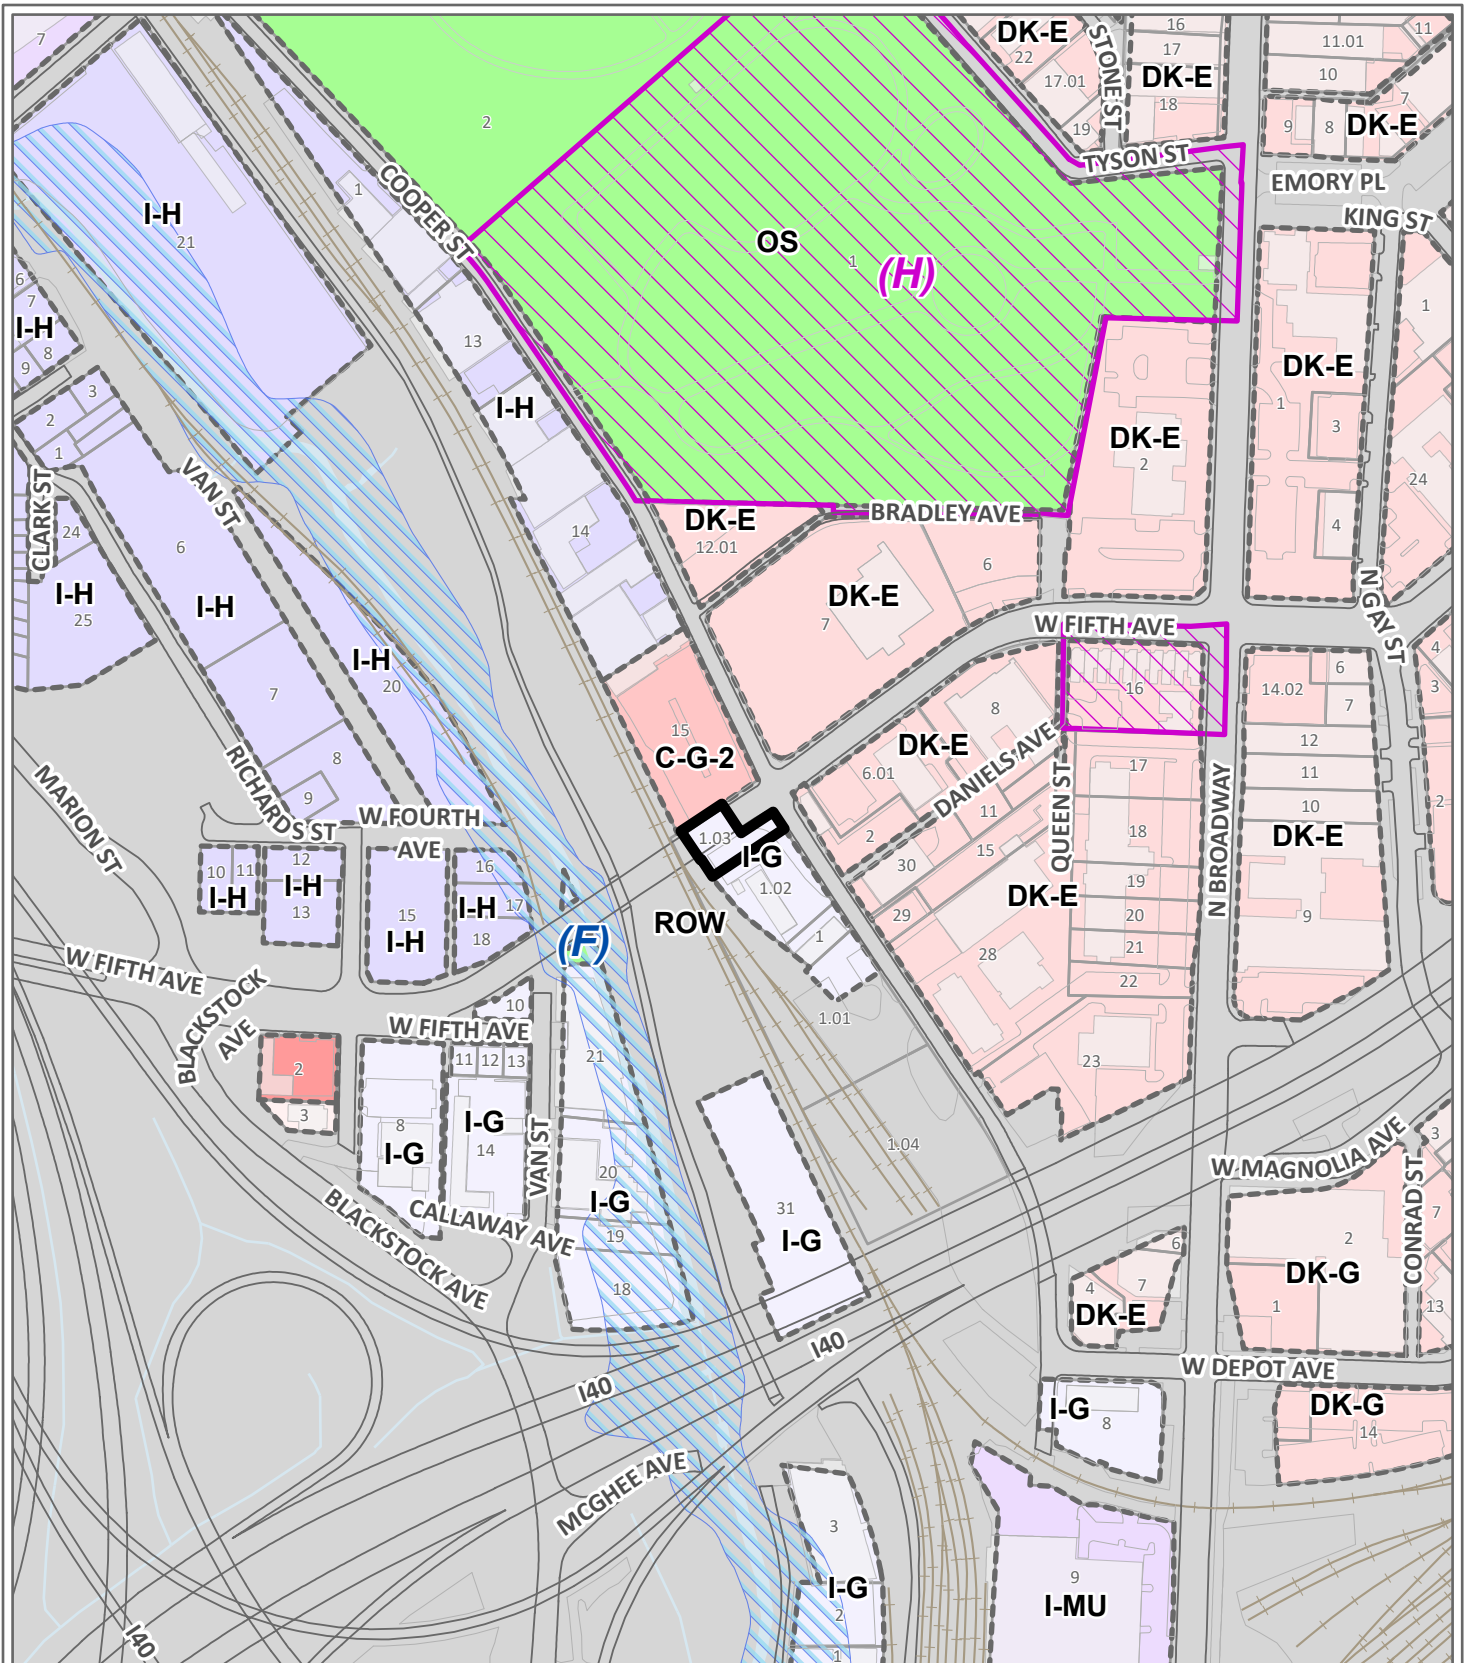 7
DK-E
22
STONE ST
16
17
DK-E
18
17.01
19
11.01
11
10
7
9
8
DK-E
2
TYSON ST
EMORY PL
KING ST
COOPER ST
1
I-H
21
OS
1
(H)
6
7
I-H
8
9
13
I-H
DK-E
1
3
4
1
24
DK-E
2
3
2
1
CLARK ST
VAN ST
24
I-H
25
6
I-H
14
DK-E
12.01
BRADLEY AVE
6
DK-E
7
W FIFTH AVE
N GAY ST
I-H
20
7
8
9
15
C-G-2
16
8
DK-E
6.01
DANIELS AVE
2
14.02
6
7
12
11
10
DK-E
9
4
3
2
MARION ST
RICHARDS ST
W FOURTH
AVE
1.03
I-G
1.02
1
QUEEN ST
N BROADWAY
17
18
19
20
21
22
11
15
30
29
DK-E
28
23
10
11
I-H
12
I-H
13
15
I-H
16
17
I-H
18
(F)
ROW
W FIFTH AVE
BLACKSTOCK
AVE
W FIFTH AVE
10
11
12
13
2
3
8
I-G
I-G
14
VAN ST
21
20
I-G
19
18
1.01
1.04
31
I-G
BLACKSTOCK AVE
CALLAWAY AVE
W MAGNOLIA AVE
CONRAD ST
3
7
13
2
DK-G
1
6
7
4
DK-E
W DEPOT AVE
I40
I40
I-G
8
DK-G
14
MCGHEE AVE
3
I-G
2
1
9
I-MU
I40